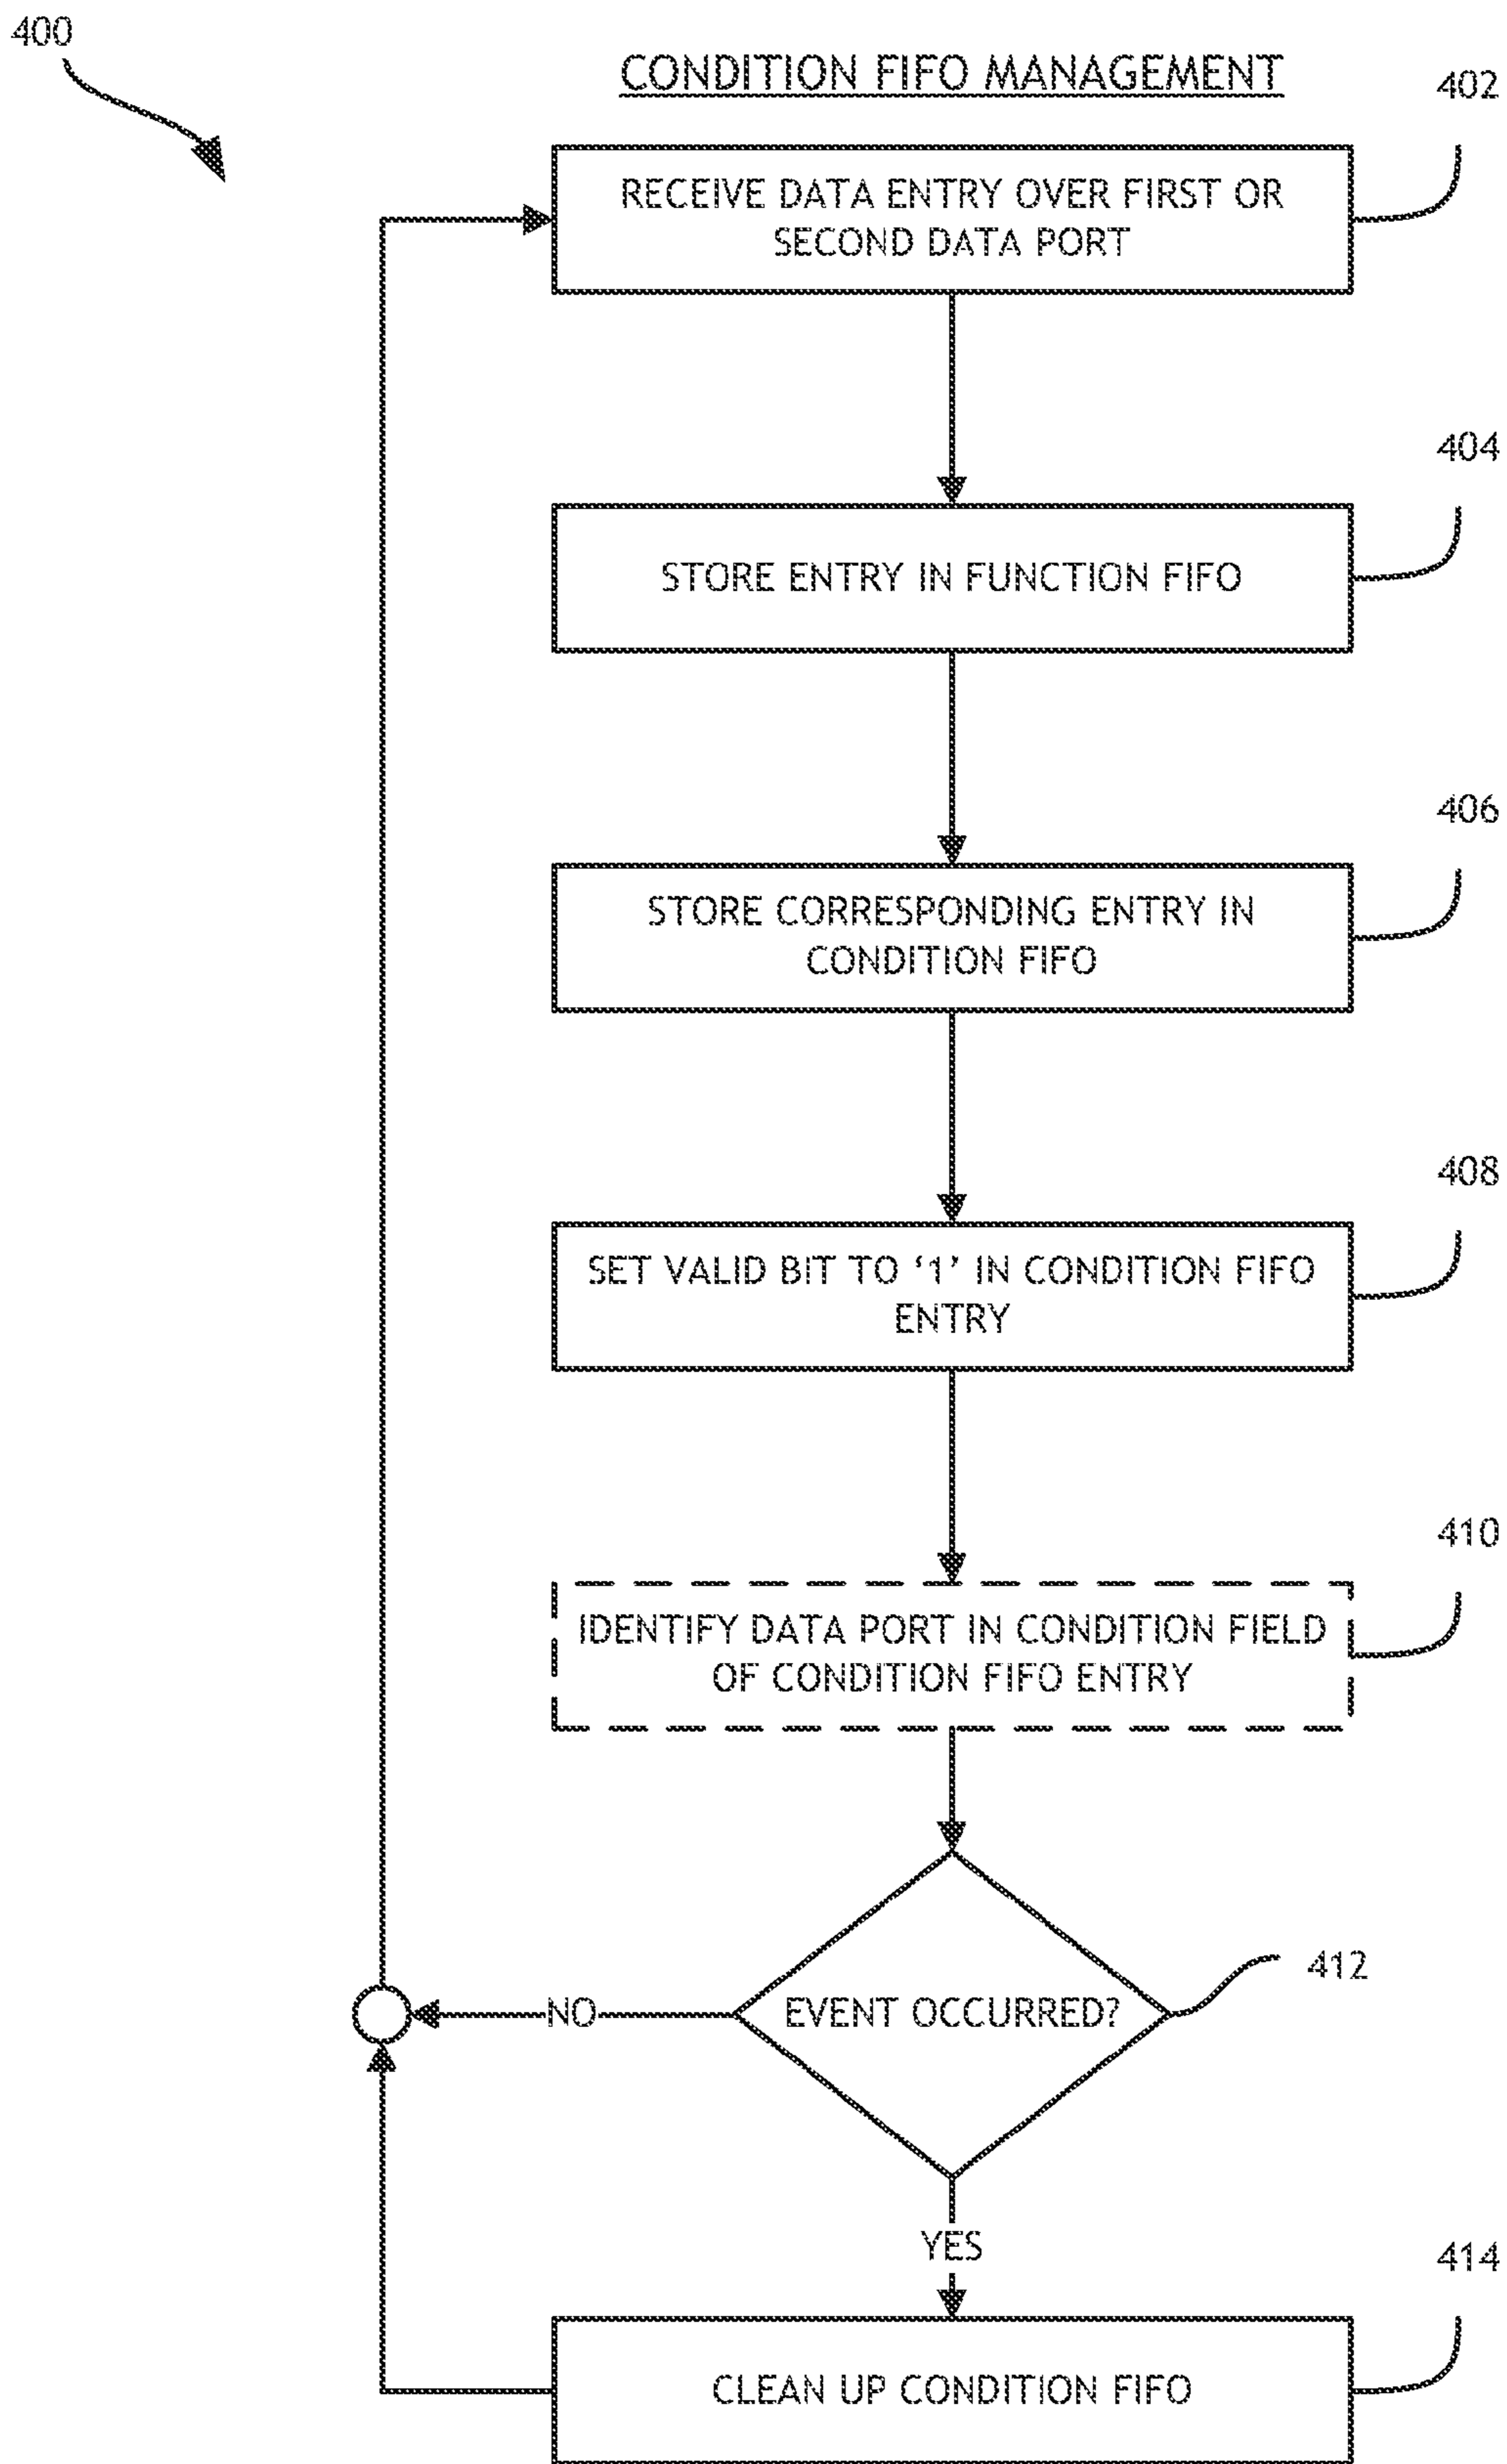 400
CONDITION FIFO MANAGEMENT
402
RECEIVE DATA ENTRY OVER FIRST OR
SECOND DATA PORT
404
STORE ENTRY IN FUNCTION FIFO
406
STORE CORRESPONDING ENTRY IN
CONDITION FIFO
408
SET VALID BIT TO ‘1’ IN CONDITION FIFO
ENTRY
410
IDENTIFY DATA PORT IN CONDITION FIELD
OF CONDITION FIFO ENTRY
412
NO
EVENT OCCURRED?
YES
414
CLEAN UP CONDITION FIFO